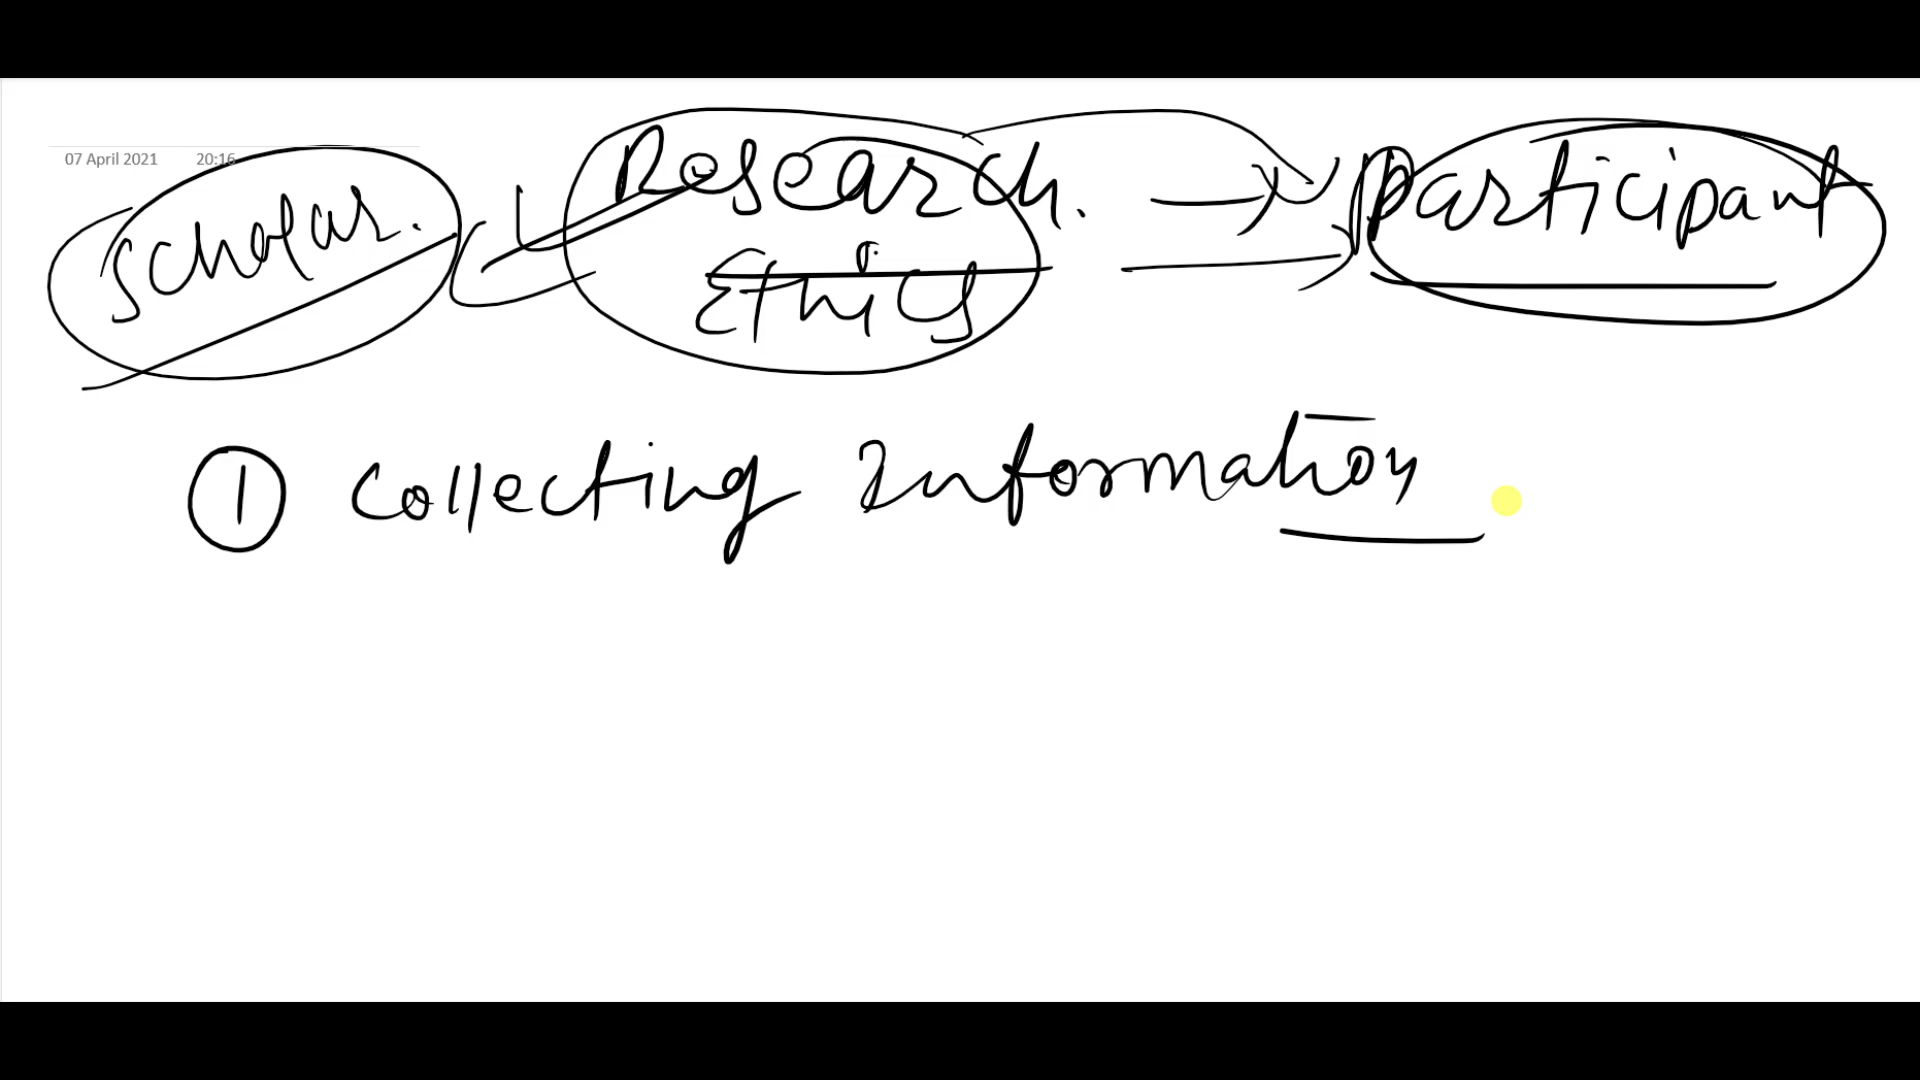 07 April 2021 20:16
Scholar. Research. → Participant
Ethics
① Collecting Information